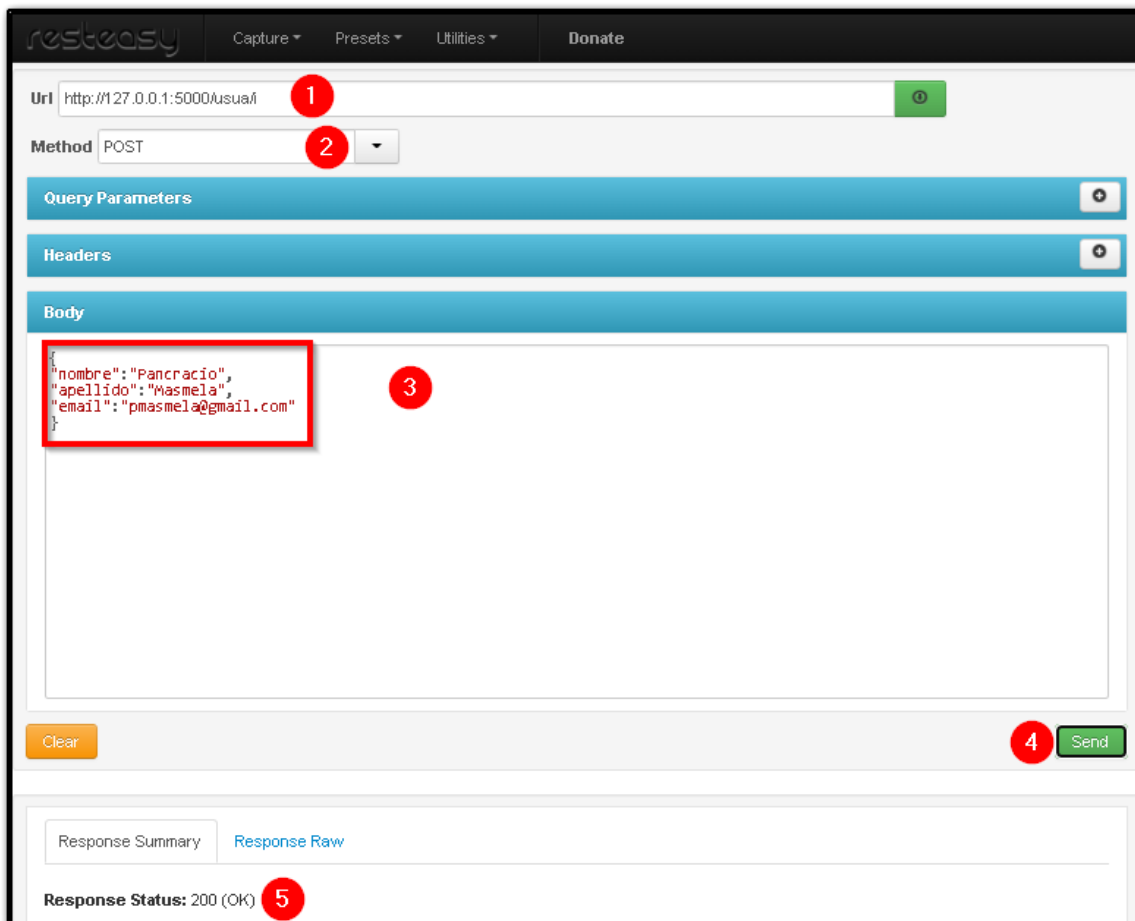 resteasy Capture Presets Utilities Donate
Url http://127.0.0.1:5000/usua/i 1
Method POST 2
Query Parameters
Headers
Body
{
"nombre":"Pancracio",
"apellido":"Masmela",
"email":"pmasmela@gmail.com"
}
3
Clear 4 Send
Response Summary Response Raw
Response Status: 200 (OK) 5